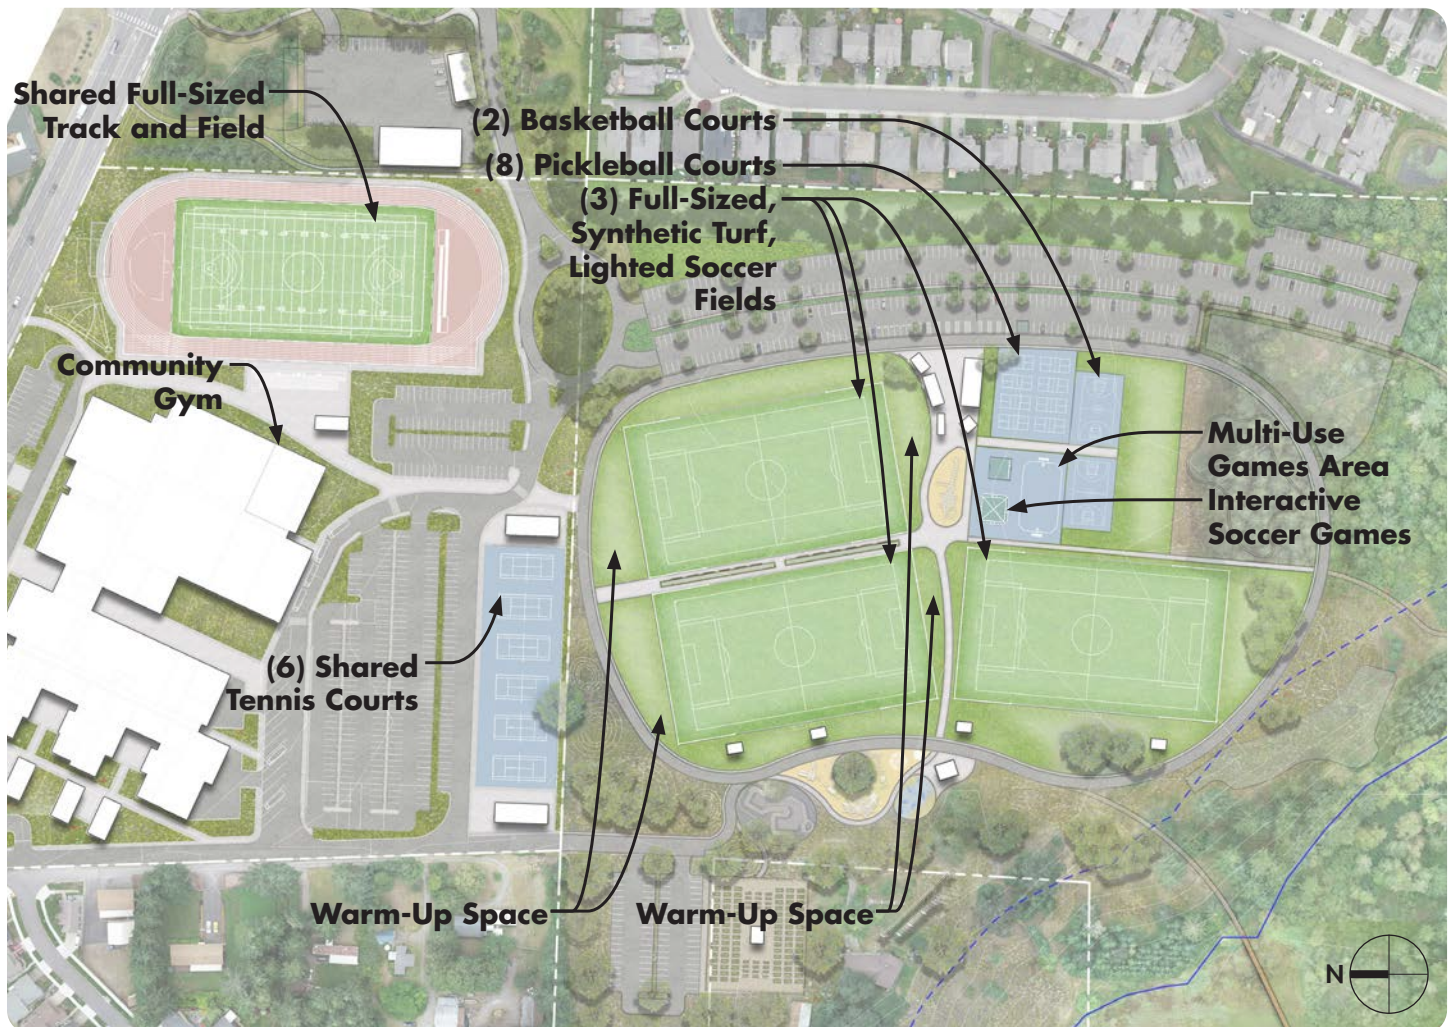 Shared Full-Sized
Track and Field
(2) Basketball Courts
(8) Pickleball Courts
(3) Full-Sized,
Synthetic Turf,
Lighted Soccer
Fields
Community
Gym
Multi-Use
Games Area
Interactive
Soccer Games
(6) Shared
Tennis Courts
Warm-Up Space
Warm-Up Space
N